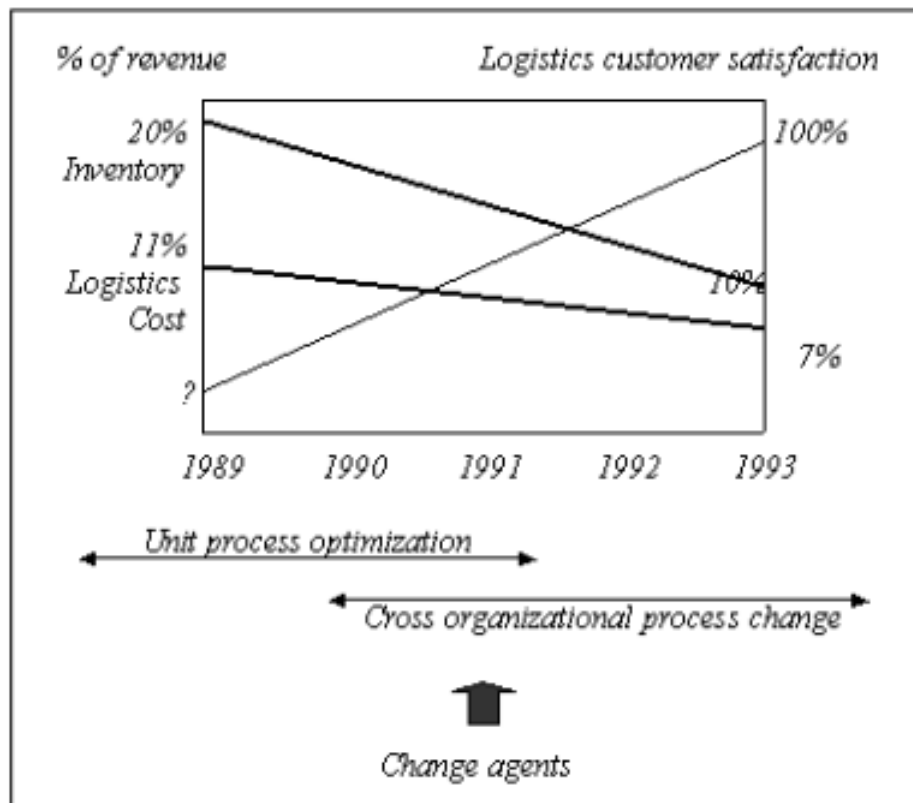 % of revenue
Logistics customer satisfaction
20%
Inventory
100%
11%
Logistics
Cost
10%
7%
?
1989 1990 1991 1992 1993
Unit process optimization
Cross organizational process change
Change agents